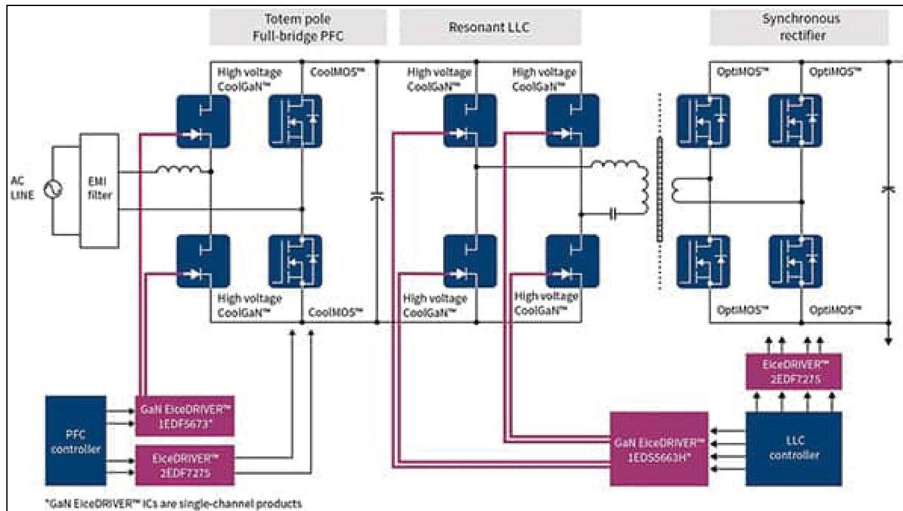 Totem pole
Full-bridge PFC
Resonant LLC
Synchronous
rectifier
High voltage
CoolGaN™
CoolMOS™
High voltage
CoolGaN™
High voltage
CoolGaN™
OptiMOS™
OptiMOS™
AC
LINE
EMI
filter
High voltage
CoolGaN™
CoolMOS™
High voltage
CoolGaN™
High voltage
CoolGaN™
OptiMOS™
OptiMOS™
EiceDRIVER™
2EDF7275
PFC
controller
GaN EiceDRIVER™
1EDF5673*
EiceDRIVER™
2EDF7275
GaN EiceDRIVER™
1EDS5663H*
LLC
controller
*GaN EiceDRIVER™ ICs are single-channel products